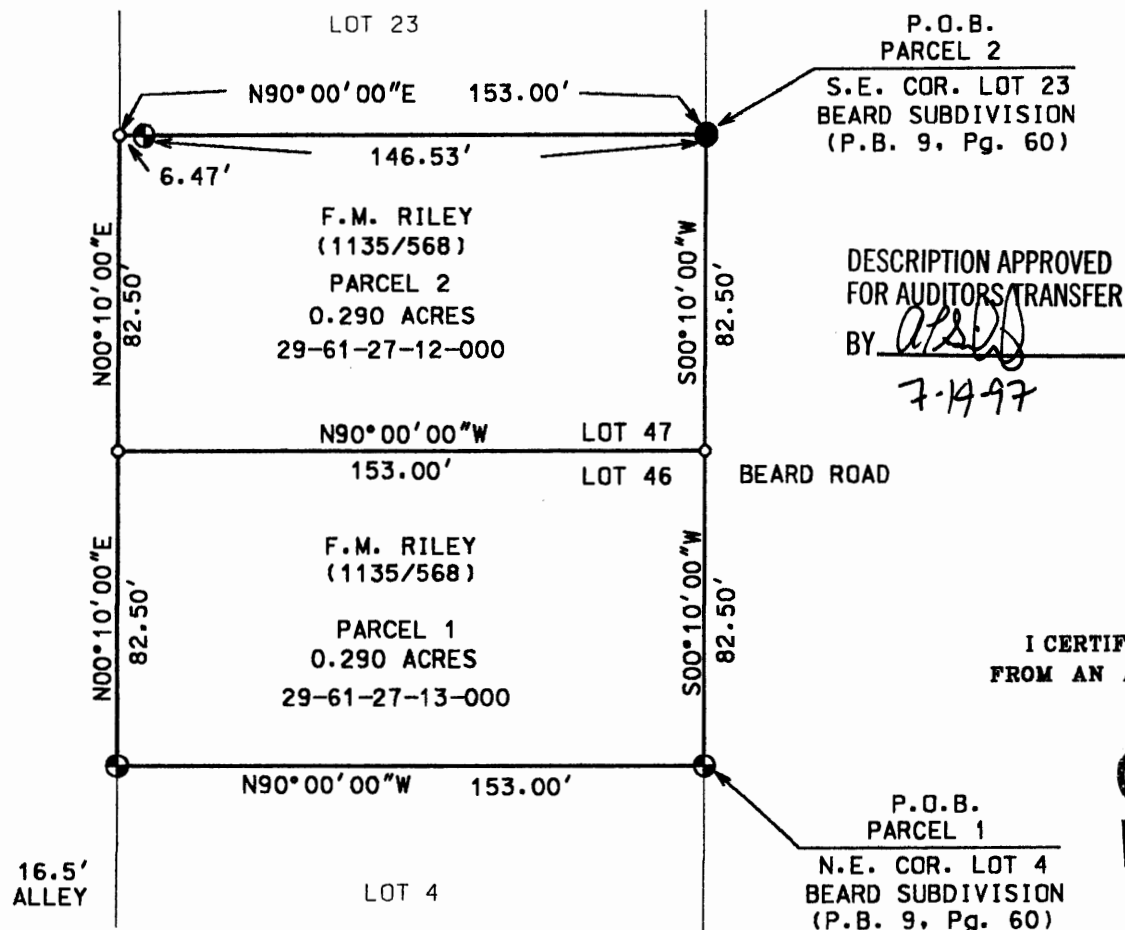 LOT 23
P.O.B.
PARCEL 2
S.E. COR. LOT 23
BEARD SUBDIVISION
(P.B. 9, Pg. 60)
N90°00'00"E 153.00'
146.53'
6.47'
N00°10'00"E
82.50'
F.M. RILEY
(1135/568)
PARCEL 2
0.290 ACRES
29-61-27-12-000
S00°10'00"W
82.50'
DESCRIPTION APPROVED
FOR AUDITORS TRANSFER
BY
7-14-97
N90°00'00"W
153.00'
LOT 47
LOT 46
BEARD ROAD
N00°10'00"E
82.50'
F.M. RILEY
(1135/568)
PARCEL 1
0.290 ACRES
29-61-27-13-000
S00°10'00"W
82.50'
I CERTIF
FROM AN A
N90°00'00"W 153.00'
P.O.B.
PARCEL 1
N.E. COR. LOT 4
BEARD SUBDIVISION
(P.B. 9, Pg. 60)
16.5'
ALLEY
LOT 4